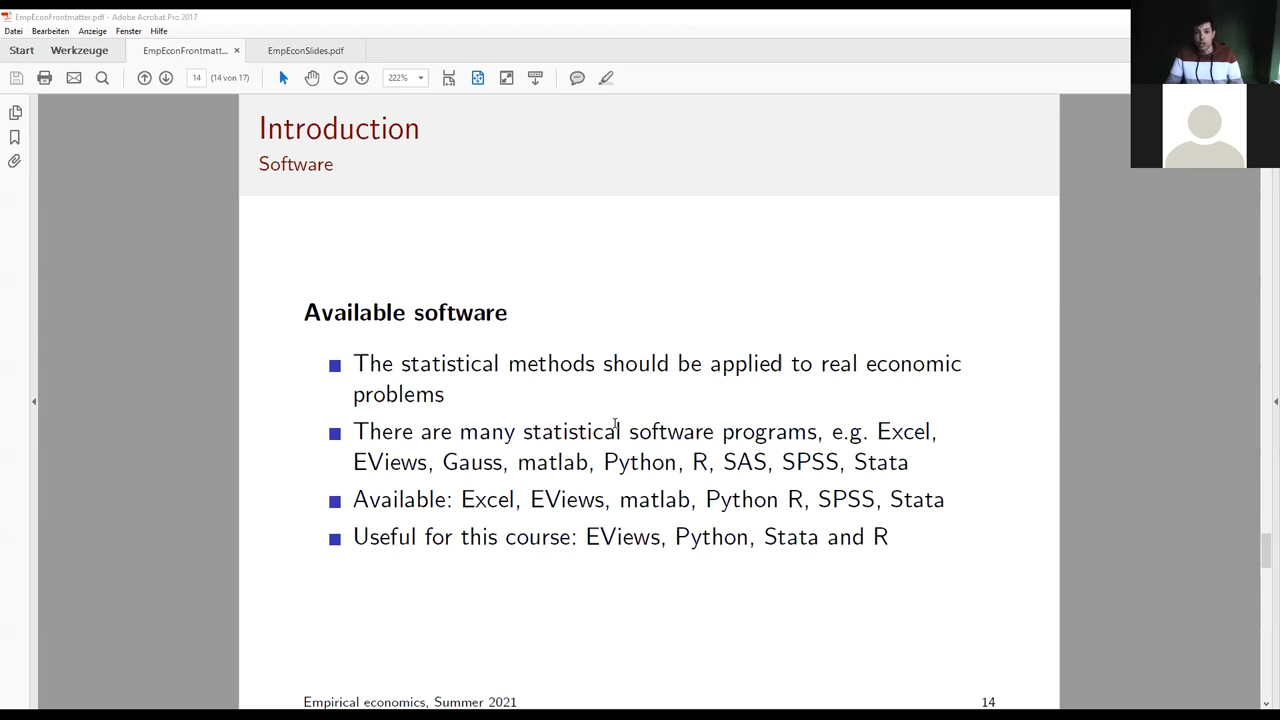 EmpEconFrontmatter.pdf - Adobe Acrobat Pro 2017
Datei Bearbeiten Anzeige Fenster Hilfe
Start Werkzeuge EmpEconFrontmatt... × EmpEconSlides.pdf
14 (14 von 17) 222%
Introduction
Software
Available software
The statistical methods should be applied to real economic
problems
There are many statistical software programs, e.g. Excel,
EViews, Gauss, matlab, Python, R, SAS, SPSS, Stata
Available: Excel, EViews, matlab, Python R, SPSS, Stata
Useful for this course: EViews, Python, Stata and R
Empirical economics, Summer 2021 14